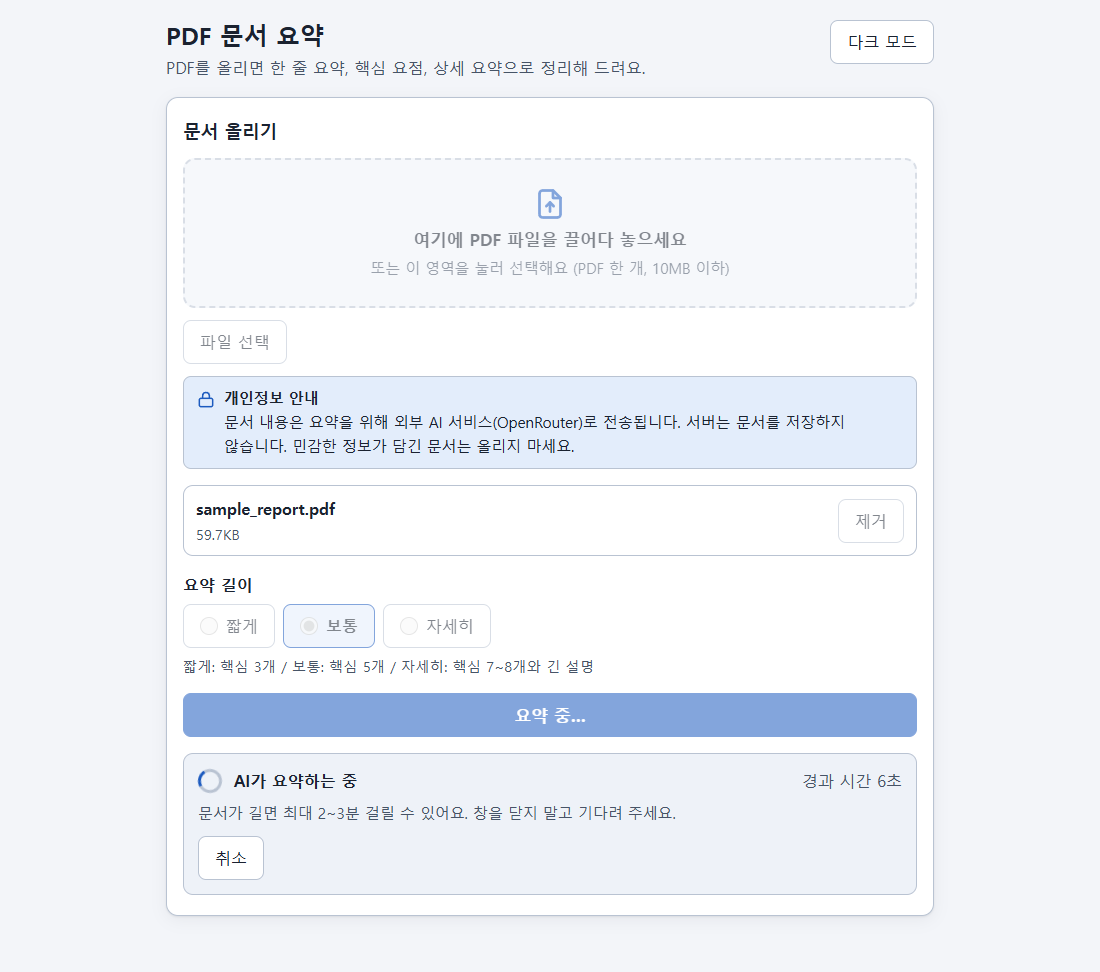 PDF 문서 요약
PDF를 올리면 한 줄 요약, 핵심 요점, 상세 요약으로 정리해 드려요.
다크 모드
문서 올리기
여기에 PDF 파일을 끌어다 놓으세요
또는 이 영역을 눌러 선택해요 (PDF 한 개, 10MB 이하)
파일 선택
개인정보 안내
문서 내용은 요약을 위해 외부 AI 서비스(OpenRouter)로 전송됩니다. 서버는 문서를 저장하지
않습니다. 민감한 정보가 담긴 문서는 올리지 마세요.
sample_report.pdf
59.7KB
제거
요약 길이
짧게
보통
자세히
짧게: 핵심 3개 / 보통: 핵심 5개 / 자세히: 핵심 7~8개와 긴 설명
요약 중...
AI가 요약하는 중
경과 시간 6초
문서가 길면 최대 2~3분 걸릴 수 있어요. 창을 닫지 말고 기다려 주세요.
취소